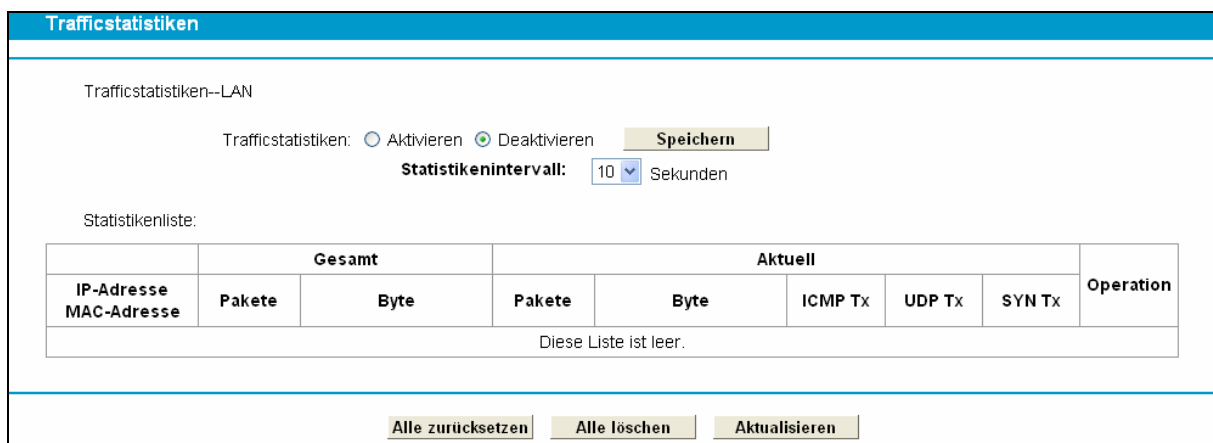 Trafficstatistiken
Trafficstatistiken--LAN
Trafficstatistiken: Aktivieren Deaktivieren Speichern
Statistikenintervall: 10 Sekunden
Statistikenliste:
Gesamt Aktuell
IP-Adresse MAC-Adresse Pakete Byte Pakete Byte ICMP Tx UDP Tx SYN Tx Operation
Diese Liste ist leer.
Alle zurücksetzen Alle löschen Aktualisieren